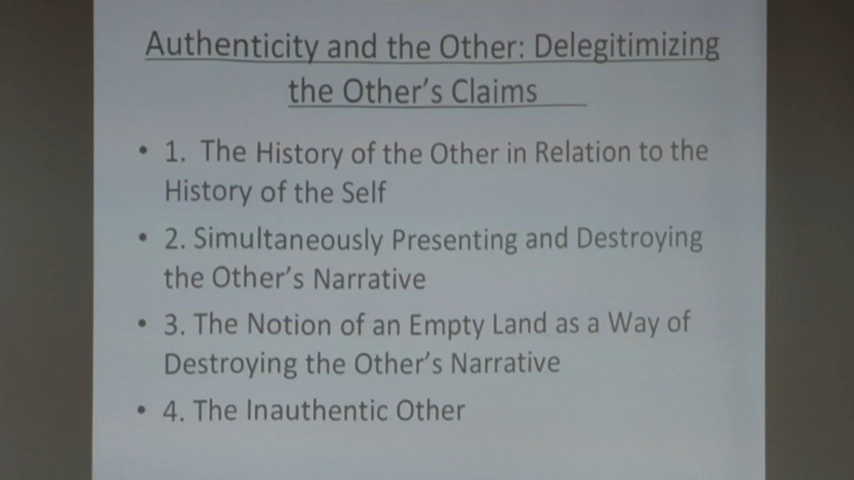 Authenticity and the Other: Delegitimizing
the Other's Claims
• 1. The History of the Other in Relation to the
History of the Self
• 2. Simultaneously Presenting and Destroying
the Other's Narrative
• 3. The Notion of an Empty Land as a Way of
Destroying the Other's Narrative
• 4. The Inauthentic Other